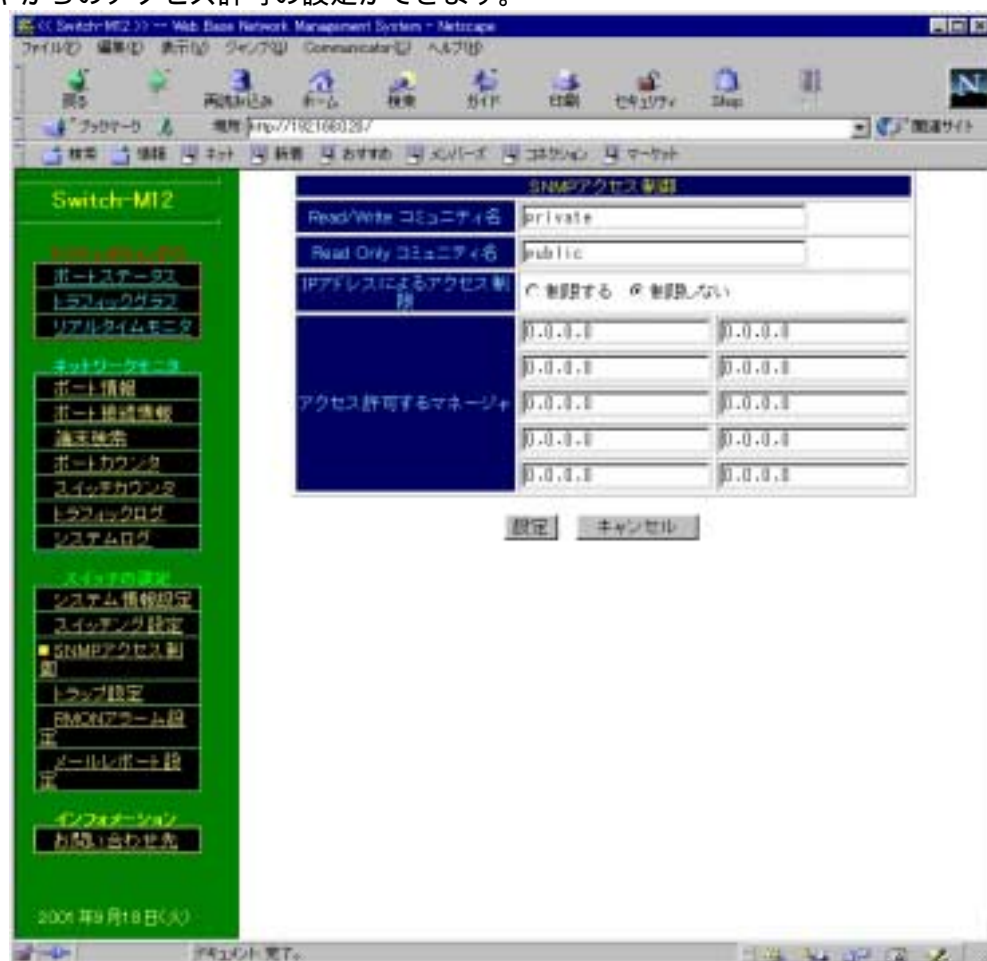 からのアクセス許可等の設定ができます。
<< Switch-M12 >> -- Web Base Network Management System - Netscape
ファイル(F) 編集(E) 表示(V) ジャンプ(G) Communicator(C) ヘルプ(H)
戻る 再読み込み ホーム 検索 ガイド 印刷 セキュリティ Shop
ブックマーク 場所: 関連サイト
検索 情報 ネット 新着 おすすめ メンバーズ コネクション マーケット
Switch-M12
ポートステータス
トラフィックグラフ
リアルタイムモニタ
ネットワークモニタ
ポート情報
ポート接続情報
端末検索
ポートカウンタ
スイッチカウンタ
トラフィックログ
システムログ
スイッチの設定
システム情報設定
スイッチング設定
SNMPアクセス制
御
トラップ設定
RMONアラーム設
定
メールレポート設
定
インフォメーション
お問い合わせ先
2001年9月18日(火)
SNMPアクセス制御
Read/Write コミュニティ名 private
Read Only コミュニティ名 public
IPアドレスによるアクセス制
限 制限する 制限しない
アクセス許可するマネージャ
0.0.0.0 0.0.0.0
0.0.0.0 0.0.0.0
0.0.0.0 0.0.0.0
0.0.0.0 0.0.0.0
0.0.0.0 0.0.0.0
設定 キャンセル
ドキュメント: 完了。